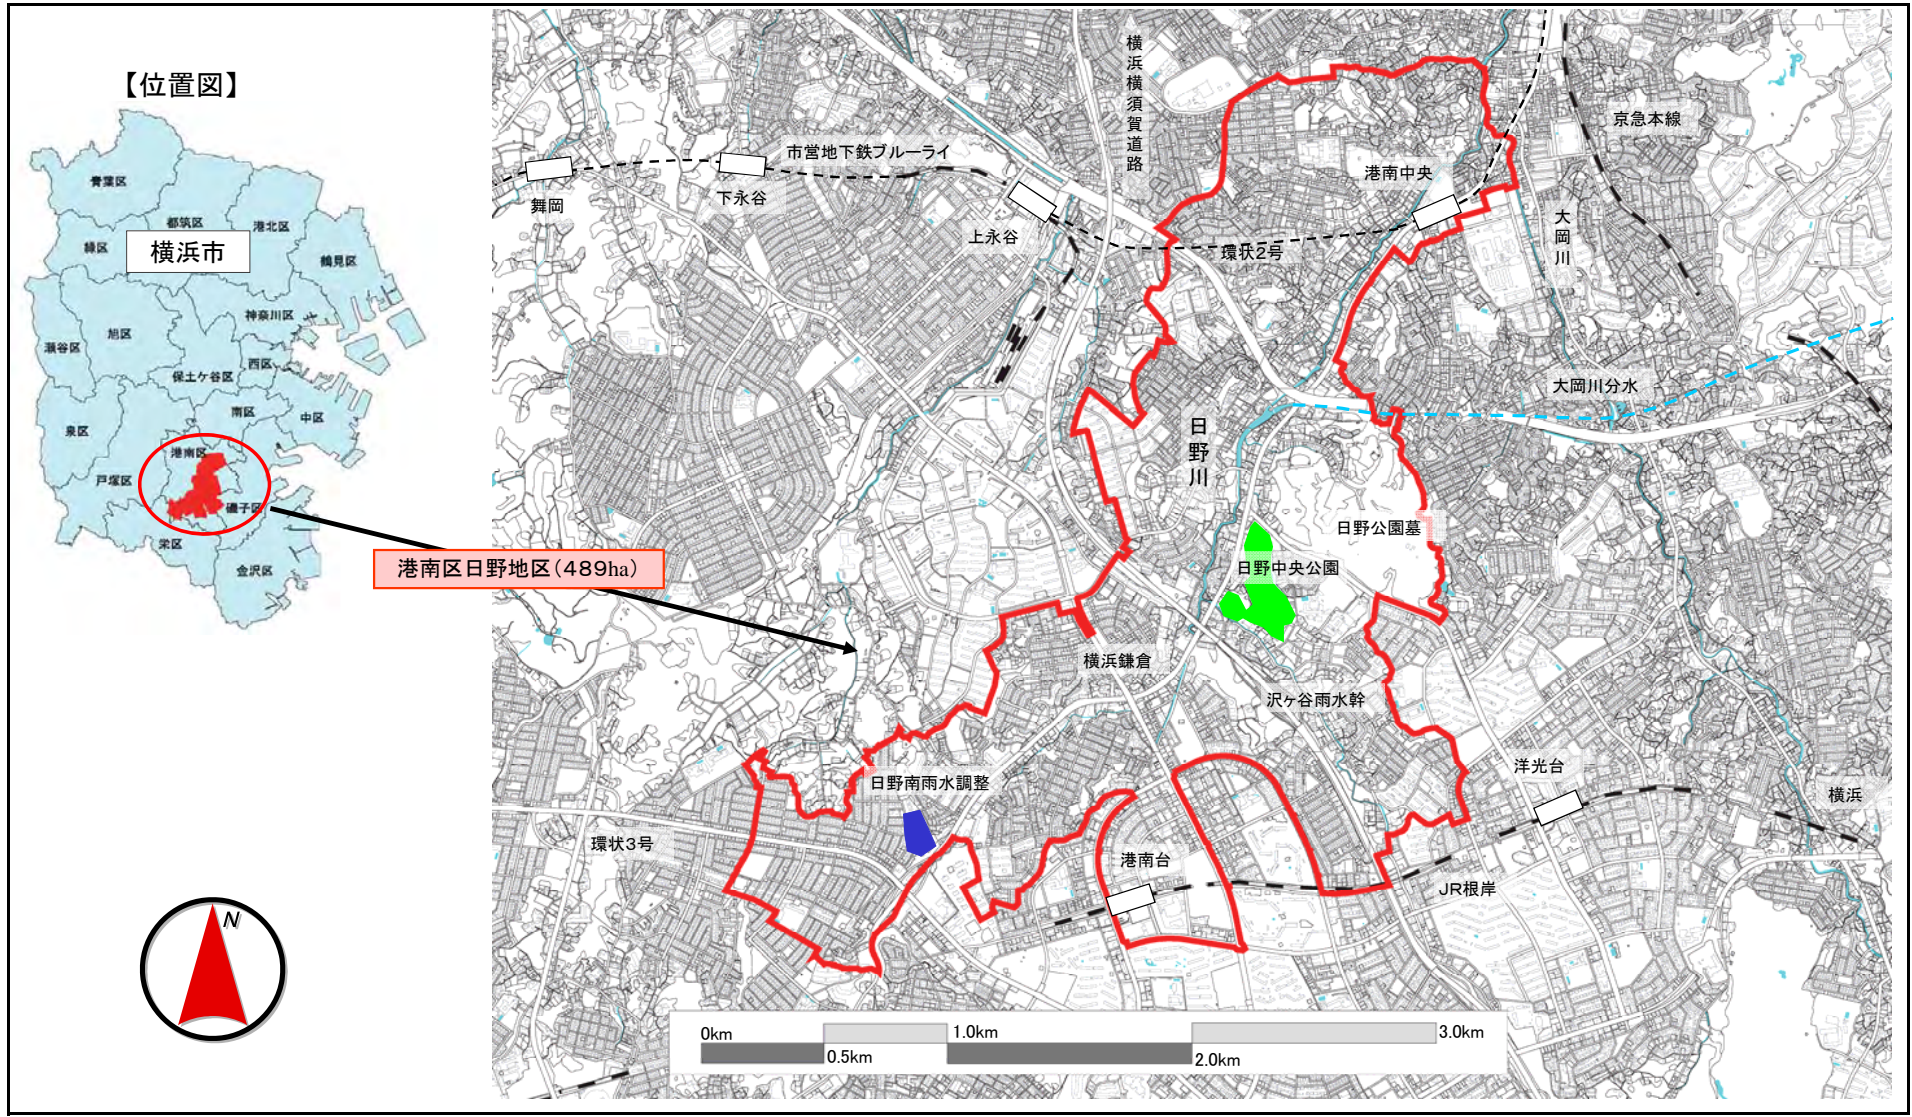 【位置図】
青葉区
都筑区
港北区
緑区
横浜市
鶴見区
神奈川区
旭区
瀬谷区
西区
保土ケ谷区
南区
中区
泉区
港南区
戸塚区
磯子区
栄区
金沢区
港南区日野地区（489ha）
N
横浜横須賀道路
京急本線
市営地下鉄ブルーライ
港南中央
下永谷
舞岡
上永谷
大岡川
環状2号
大岡川分水
日野川
日野公園墓
日野中央公園
横浜鎌倉
沢ヶ谷雨水幹
洋光台
日野南雨水調整
横浜
環状3号
港南台
JR根岸
0km
1.0km
3.0km
0.5km
2.0km